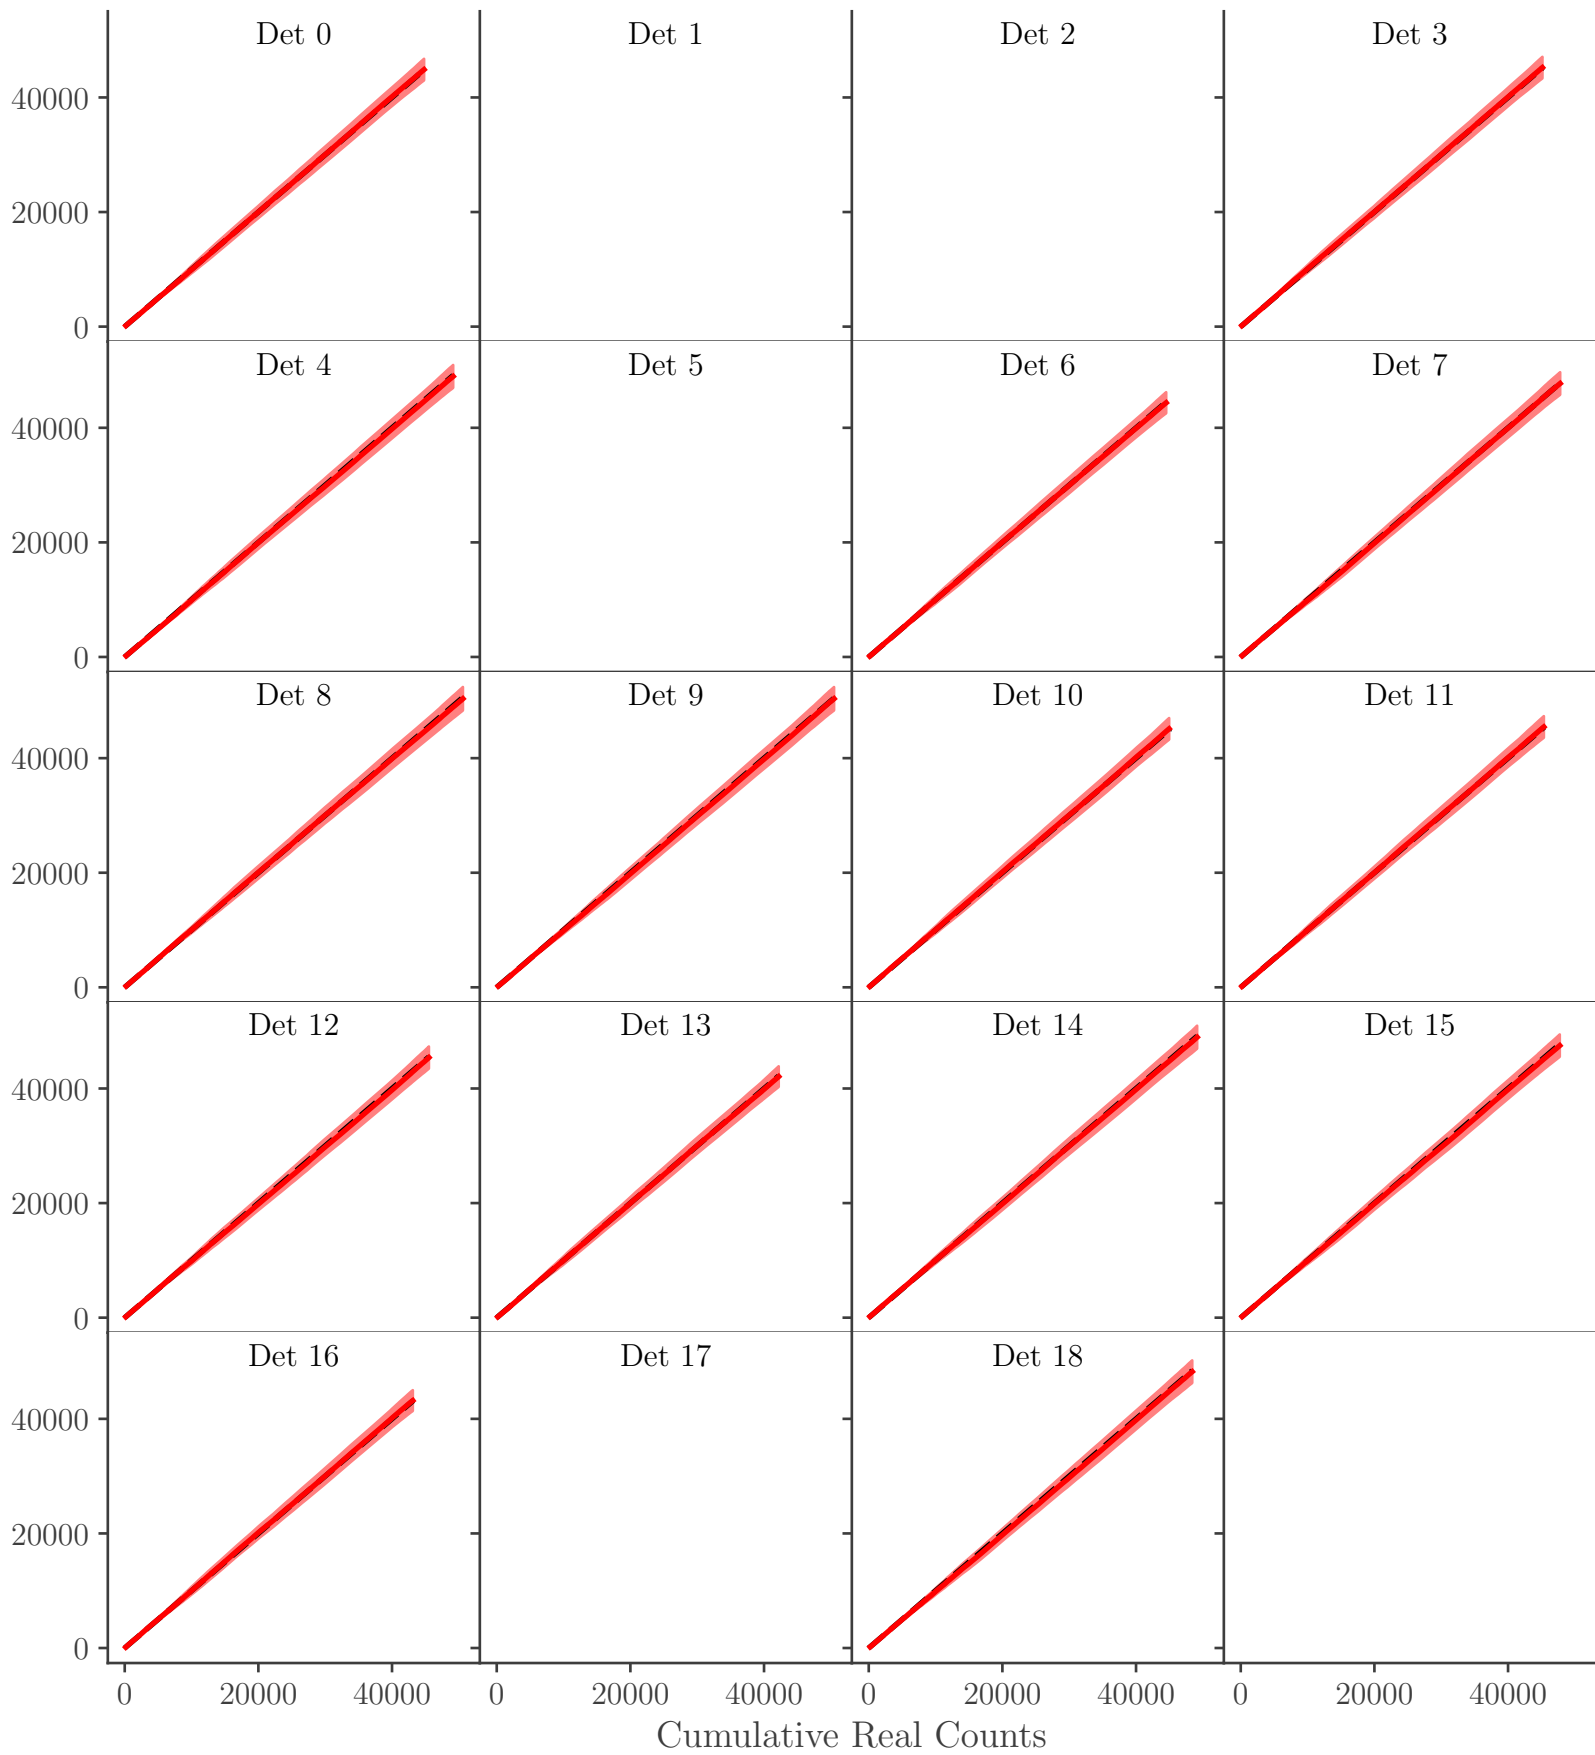 Det 0 Det 1 Det 2 Det 3
40000
20000
0
Det 4 Det 5 Det 6 Det 7
40000
20000
0
Det 8 Det 9 Det 10 Det 11
40000
20000
0
Det 12 Det 13 Det 14 Det 15
40000
20000
0
Det 16 Det 17 Det 18
40000
20000
0
0 20000 40000 0 20000 40000 0 20000 40000 0 20000 40000
Cumulative Real Counts